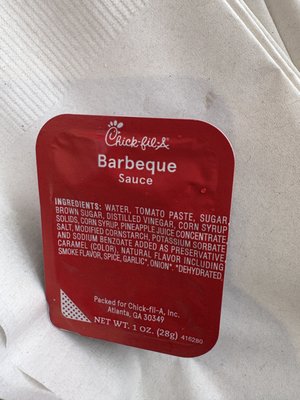 Chick-fil-A
Barbeque
Sauce
INGREDIENTS: WATER, TOMATO PASTE, SUGAR,
BROWN SUGAR, DISTILLED VINEGAR, CORN SYRUP
SOLIDS, CORN SYRUP, PINEAPPLE JUICE CONCENTRATE,
SALT, MODIFIED CORNSTARCH, POTASSIUM SORBATE
AND SODIUM BENZOATE ADDED AS PRESERVATIVE,
CARAMEL (COLOR), NATURAL FLAVOR INCLUDING
SMOKE FLAVOR, SPICE, GARLIC*, ONION*. *DEHYDRATED
Packed for Chick-fil-A, Inc.
Atlanta, GA 30349
NET WT. 1 OZ. (28g) 416280